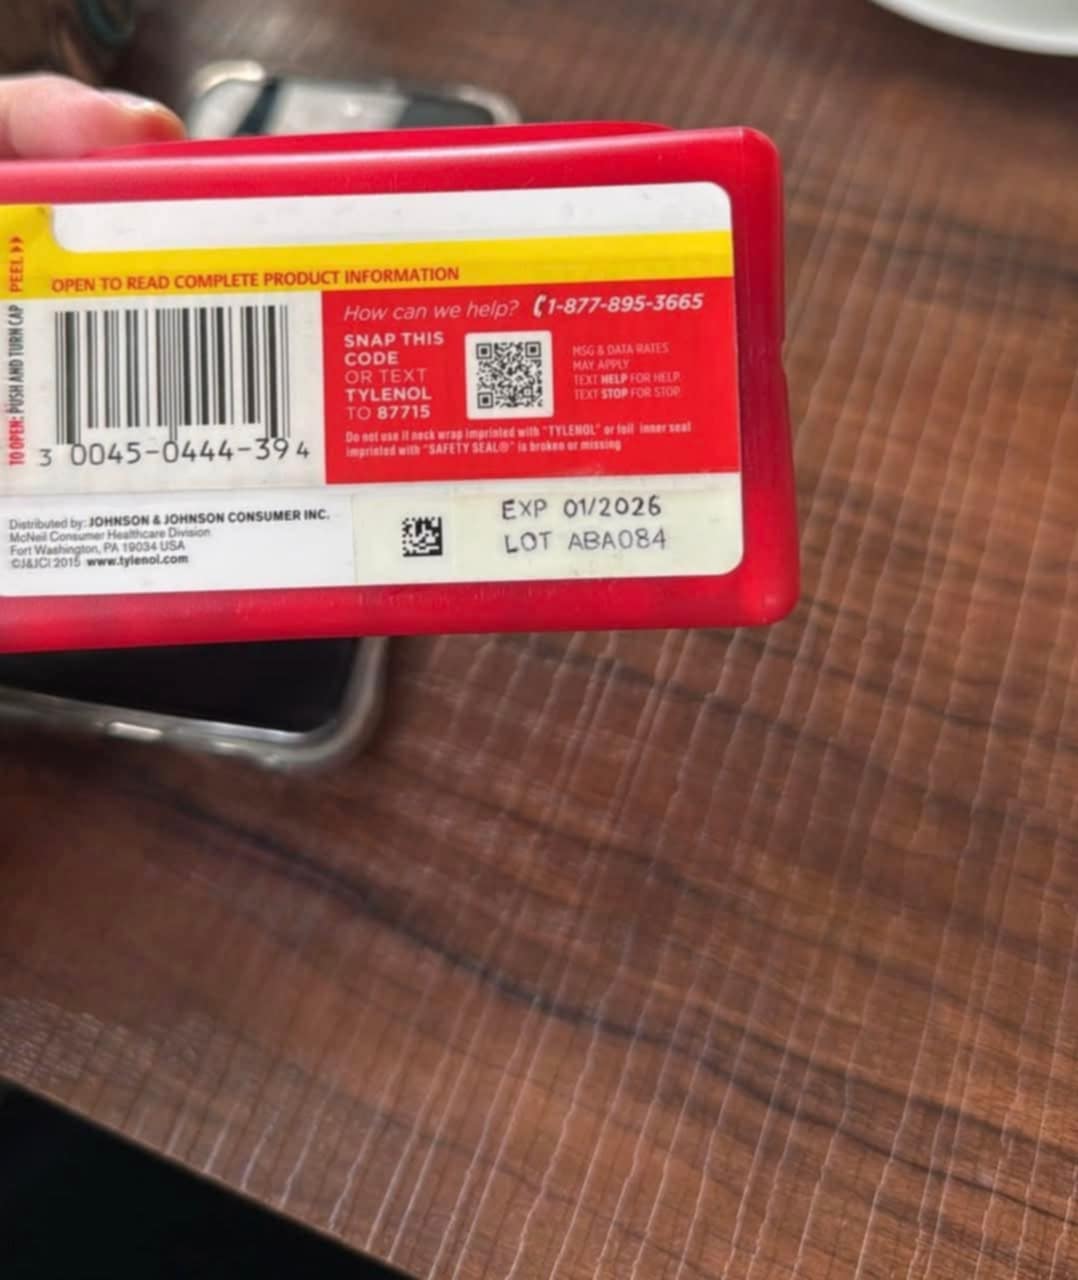 OPEN TO READ COMPLETE PRODUCT INFORMATION
TO OPEN: PUSH AND TURN CAP PEEL
3 0045-0444-39 4
How can we help? 1-877-895-3665
SNAP THIS
CODE
OR TEXT
TYLENOL
TO 87715
MSG & DATA RATES
MAY APPLY
TEXT HELP FOR HELP.
TEXT STOP FOR STOP.
Do not use if neck wrap imprinted with "TYLENOL" or foil inner seal
imprinted with "SAFETY SEAL®" is broken or missing
Distributed by: JOHNSON & JOHNSON CONSUMER INC.
McNeil Consumer Healthcare Division
Fort Washington, PA 19034 USA
©J&JCI 2015 www.tylenol.com
EXP 01/2026
LOT ABA084